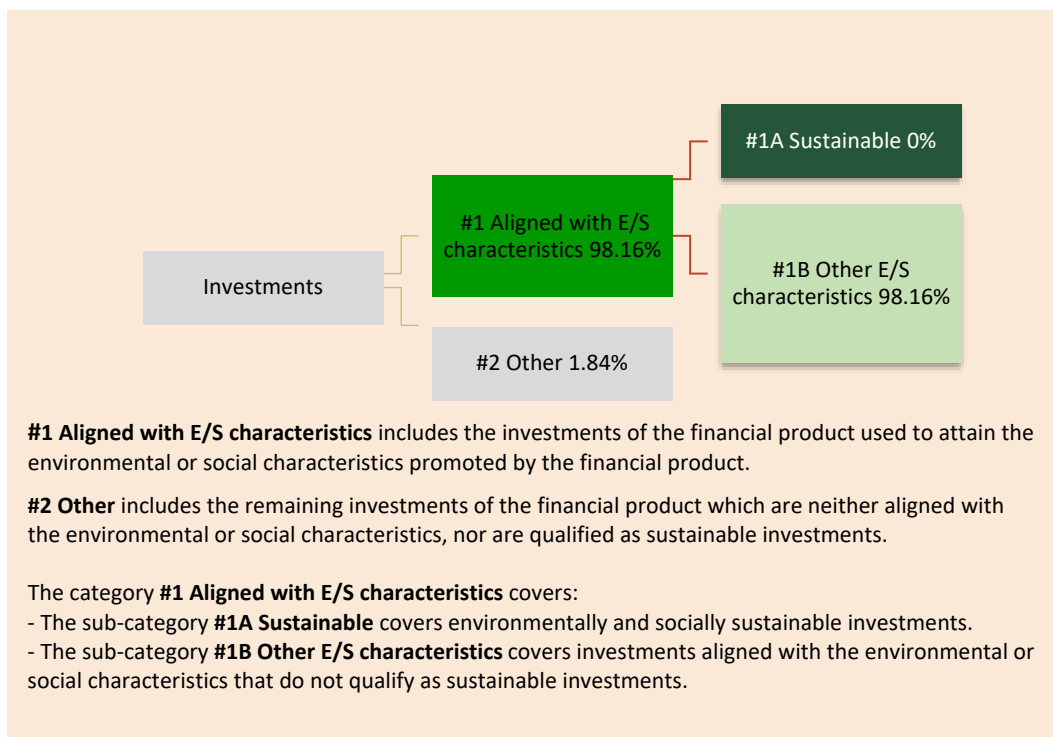 #1A Sustainable 0%
#1 Aligned with E/S
characteristics 98.16%
#1B Other E/S
characteristics 98.16%
Investments
#2 Other 1.84%
#1 Aligned with E/S characteristics includes the investments of the financial product used to attain the
environmental or social characteristics promoted by the financial product.
#2 Other includes the remaining investments of the financial product which are neither aligned with
the environmental or social characteristics, nor are qualified as sustainable investments.
The category #1 Aligned with E/S characteristics covers:
- The sub-category #1A Sustainable covers environmentally and socially sustainable investments.
- The sub-category #1B Other E/S characteristics covers investments aligned with the environmental or
social characteristics that do not qualify as sustainable investments.